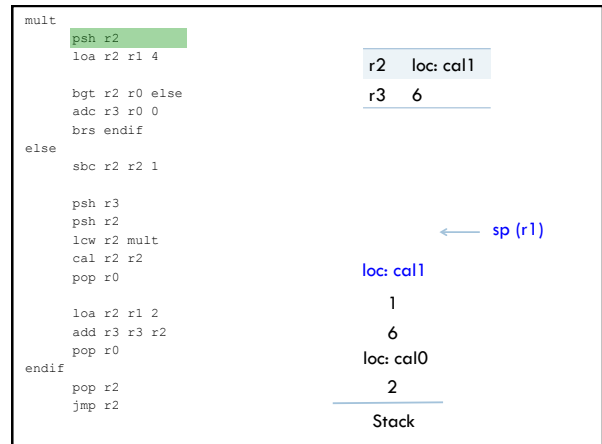 mult
psh r2
loa r2 r1 4
bgt r2 r0 else
adc r3 r0 0
brs endif
else
sbc r2 r2 1
psh r3
psh r2
lcw r2 mult
cal r2 r2
pop r0
loa r2 r1 2
add r3 r3 r2
pop r0
endif
pop r2
jmp r2
r2 loc: cal1
r3 6
sp (r1)
loc: cal1
1
6
loc: cal0
2
Stack